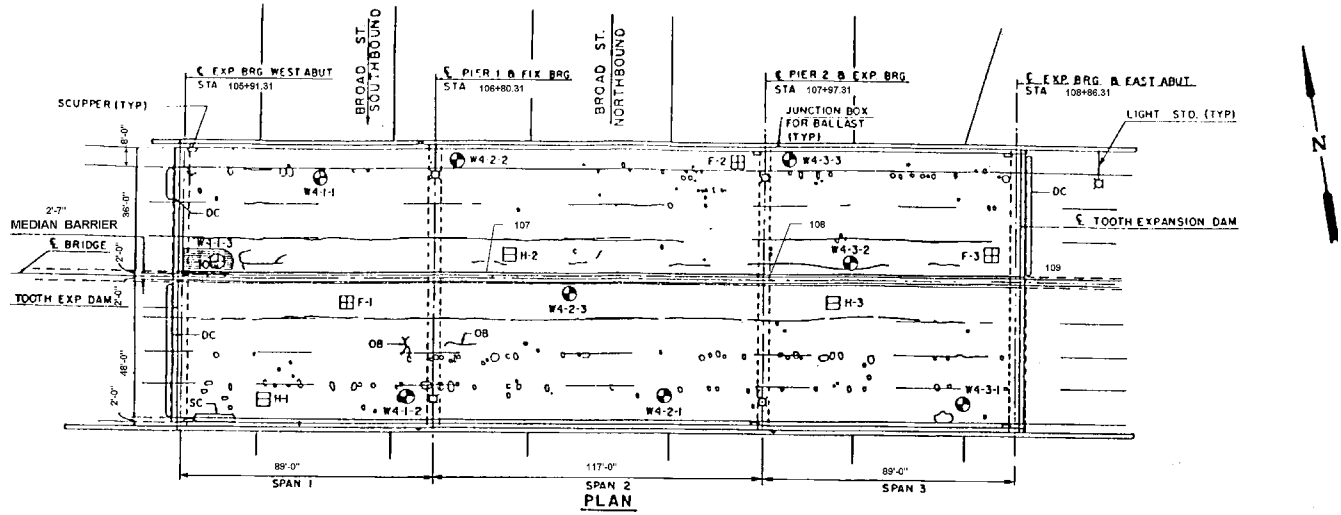 BROAD ST
SOUTHBOUND
BROAD ST.
NORTHBOUND
℄ EXP BRG WEST ABUT
STA 105+91.31
℄ PIER 1 & FIX BRG
STA 106+80.31
℄ PIER 2 & EXP BRG
STA 107+97.31
℄ EXP BRG & EAST ABUT
STA 108+86.31
SCUPPER (TYP)
JUNCTION BOX
FOR BALLAST
(TYP)
LIGHT STD. (TYP)
N
8'-0"
W4-2-2
F-2
W4-3-3
W4-1-1
36'-0"
DC
DC
2'-7"
MEDIAN BARRIER
107
108
℄ TOOTH EXPANSION DAM
℄ BRIDGE
W4-1-3
2'-0"
H-2
W4-3-2
F-3
109
TOOTH EXP DAM
2'-0"
F-1
W4-2-3
H-3
DC
OB
OB
48'-0"
2'-0"
SC
H-1
W4-1-2
W4-2-1
W4-3-1
89'-0"
117'-0"
89'-0"
SPAN 1
SPAN 2
SPAN 3
PLAN